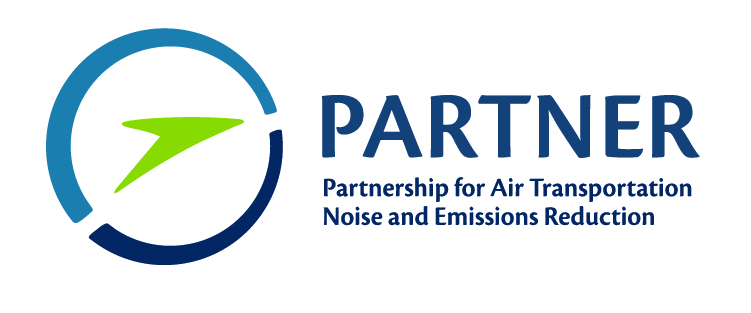 PARTNER
Partnership for Air Transportation
Noise and Emissions Reduction